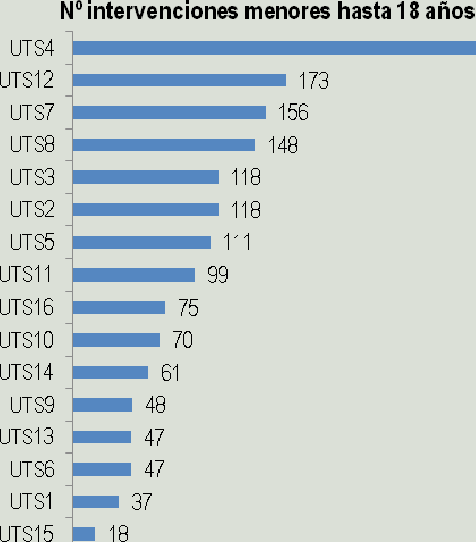 Nº intervenciones menores hasta 18 años
UTS4
UTS12 173
UTS7 156
UTS8 148
UTS3 118
UTS2 118
UTS5 111
UTS11 99
UTS16 75
UTS10 70
UTS14 61
UTS9 48
UTS13 47
UTS6 47
UTS1 37
UTS15 18